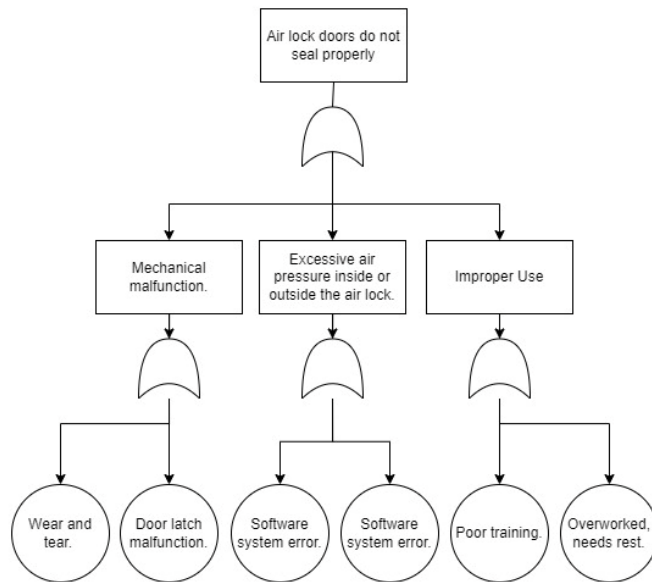 Air lock doors do not
seal properly
Mechanical
malfunction.
Excessive air
pressure inside or
outside the air lock.
Improper Use
Wear and
tear.
Door latch
malfunction.
Software
system error.
Software
system error.
Poor training.
Overworked,
needs rest.